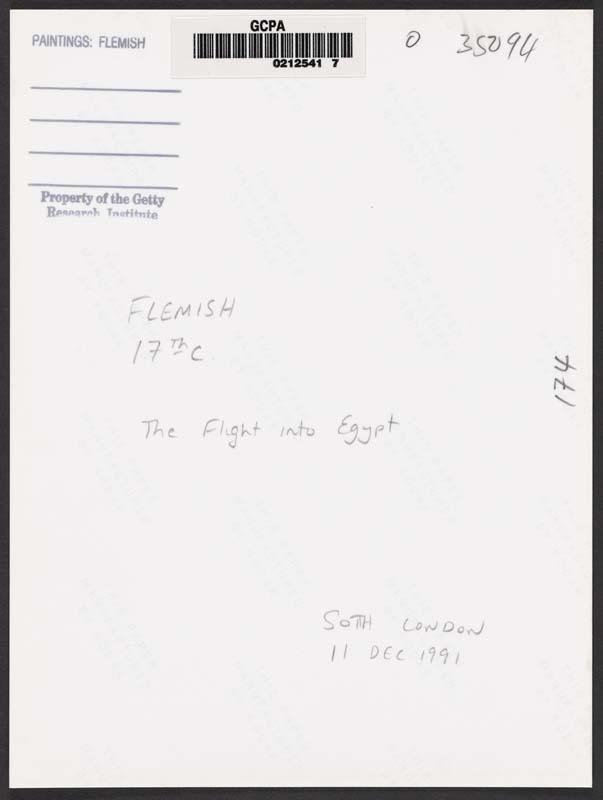 PAINTINGS: FLEMISH
GCPA
0212541 7
0 35094
Property of the Getty
Research Institute
FLEMISH
17th C.
The Flight into Egypt
174
SOTH LONDON
11 DEC 1991